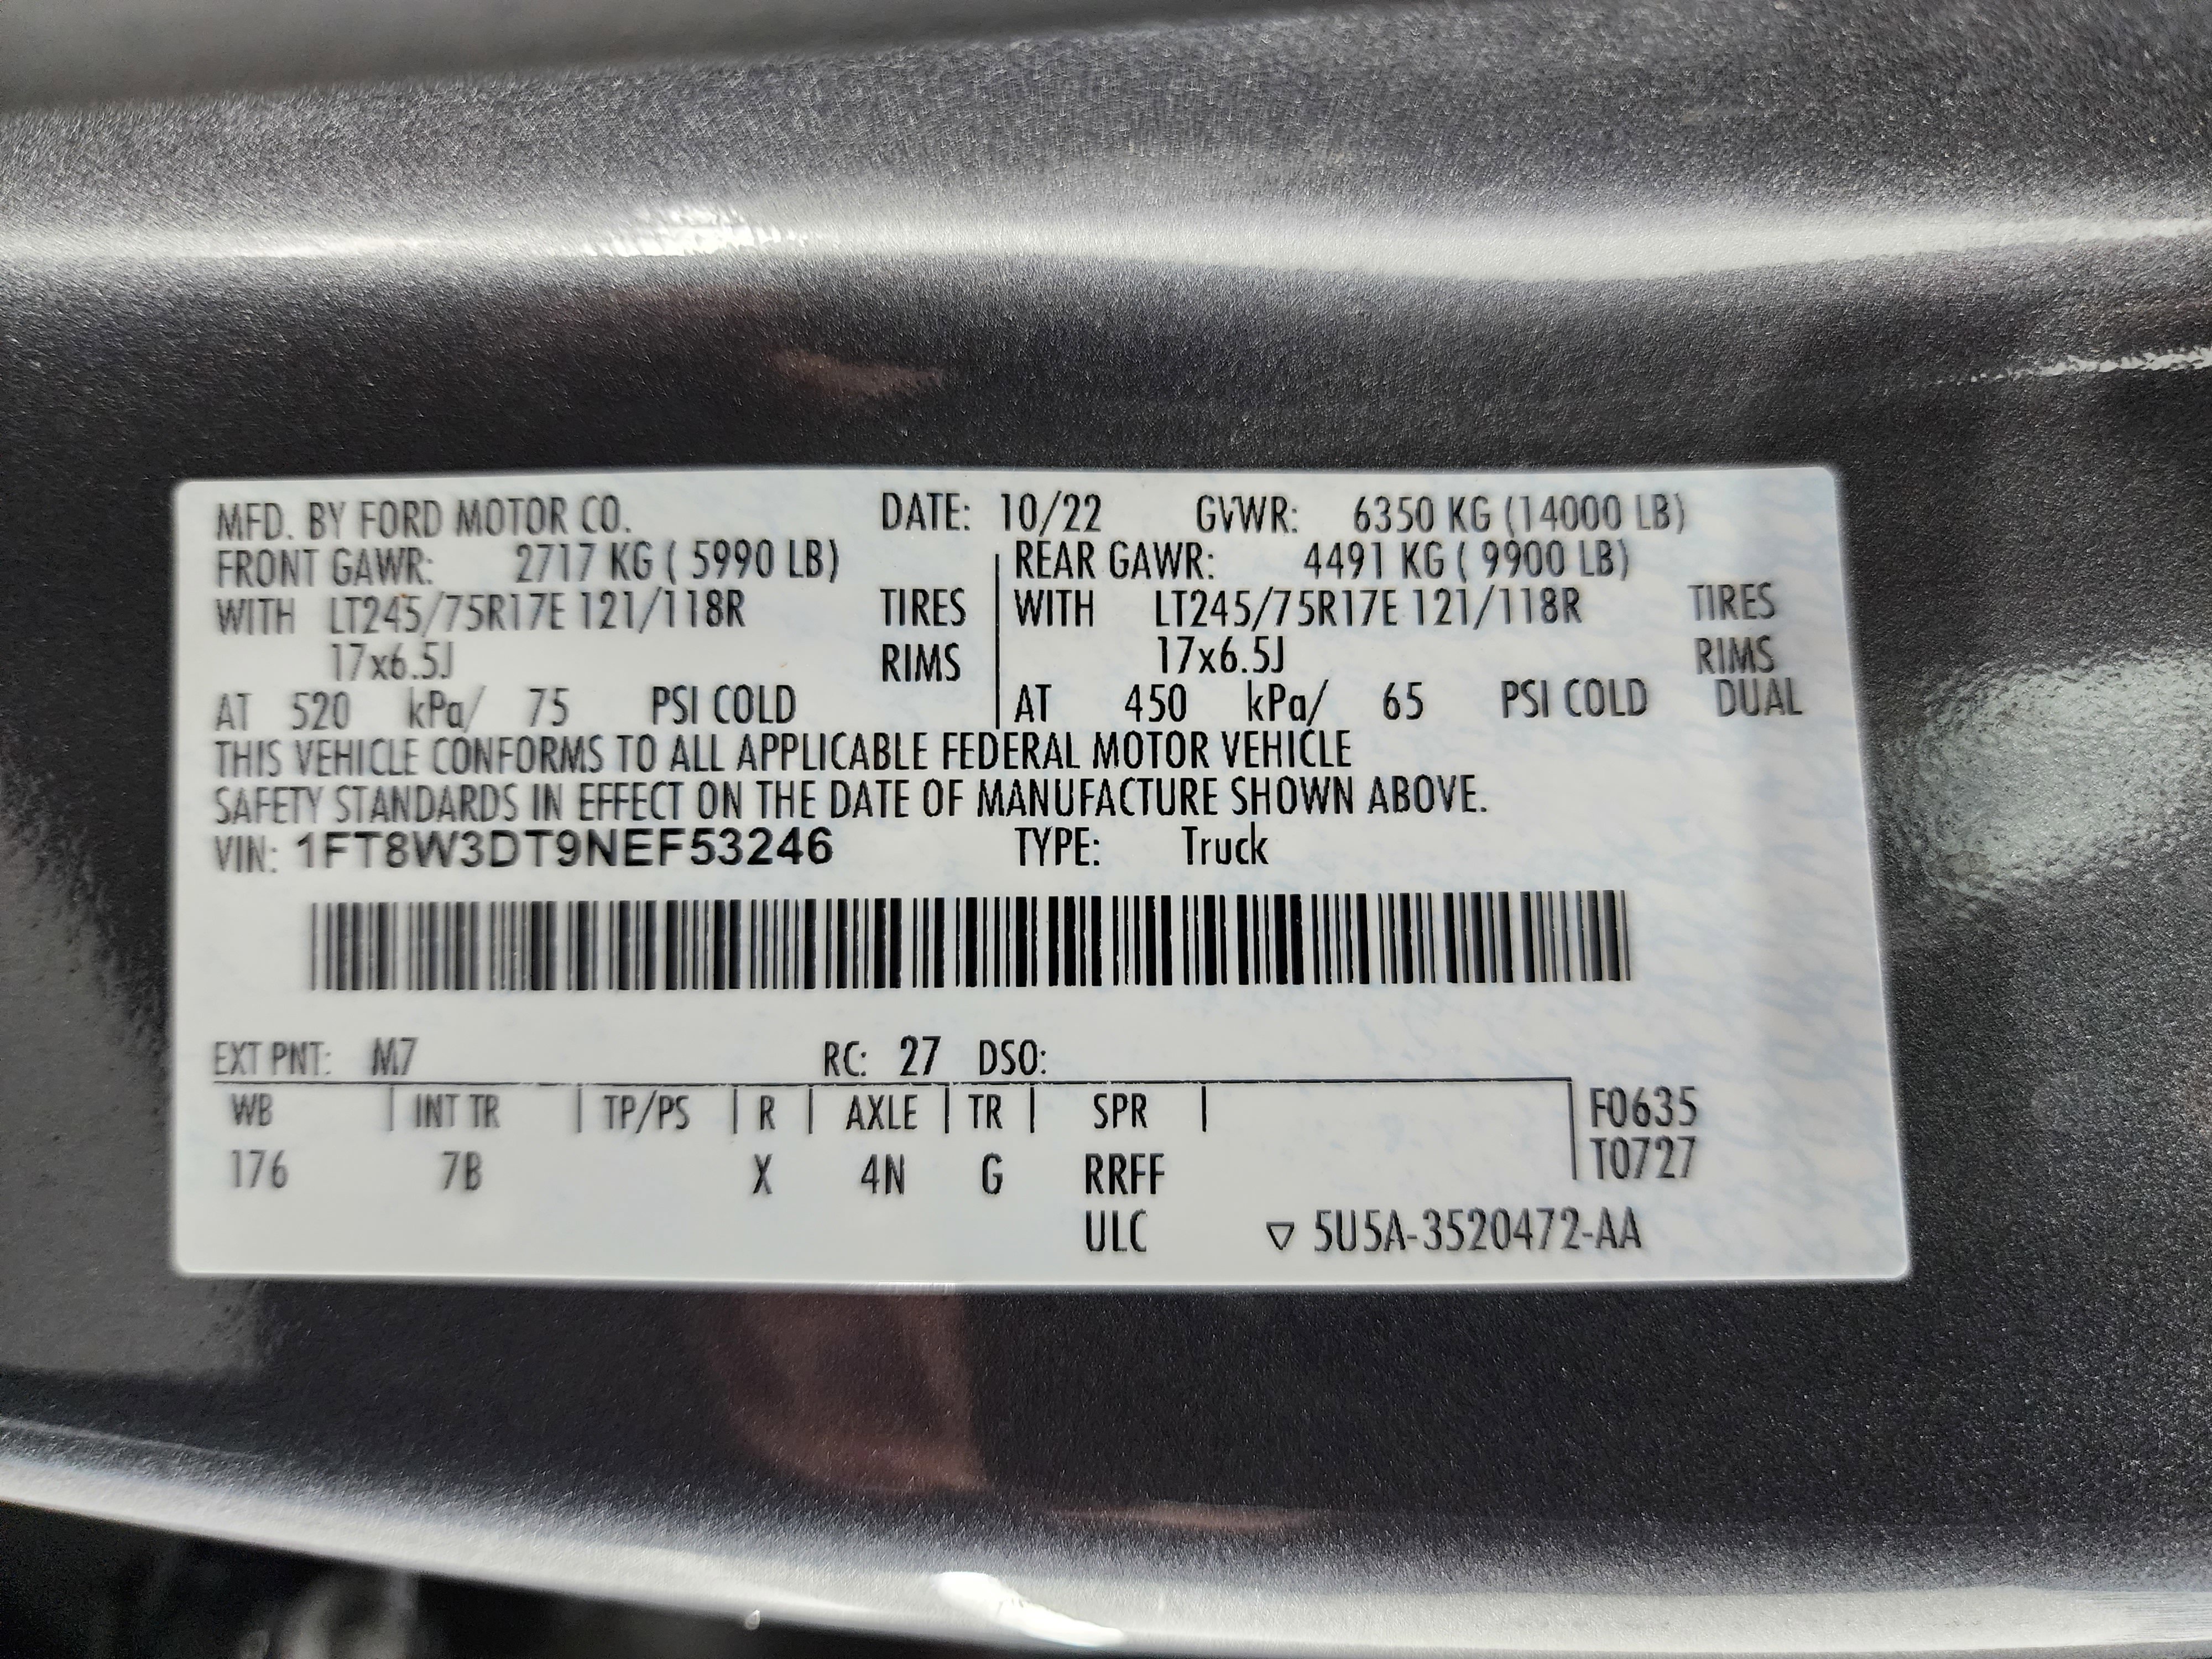 MFD. BY FORD MOTOR CO. DATE: 10/22 GVWR: 6350 KG (14000 LB)
FRONT GAWR: 2717 KG ( 5990 LB) REAR GAWR: 4491 KG ( 9900 LB)
WITH LT245/75R17E 121/118R TIRES WITH LT245/75R17E 121/118R TIRES
17x6.5J RIMS 17x6.5J RIMS
AT 520 kPa/ 75 PSI COLD AT 450 kPa/ 65 PSI COLD DUAL
THIS VEHICLE CONFORMS TO ALL APPLICABLE FEDERAL MOTOR VEHICLE
SAFETY STANDARDS IN EFFECT ON THE DATE OF MANUFACTURE SHOWN ABOVE.
VIN: 1FT8W3DT9NEF53246 TYPE: Truck
EXT PNT: M7 RC: 27 DSO:
WB | INT TR | TP/PS | R | AXLE | TR | SPR | F0635
176 7B X 4N G RRFF T0727
ULC ▽ 5U5A-3520472-AA